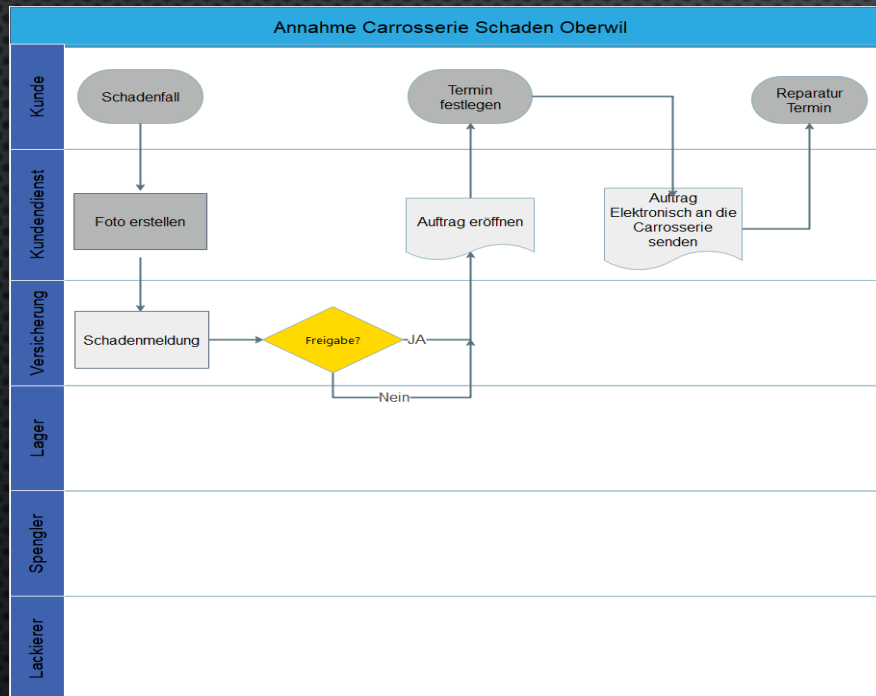 Annahme Carrosserie Schaden Oberwil
Kunde
Schadenfall
Termin
festlegen
Reparatur
Termin
Kundendienst
Foto erstellen
Auftrag eröffnen
Auftrag
Elektronisch an die
Carrosserie
senden
Versicherung
Schadenmeldung
Freigabe?
JA
Nein
Lager
Spengler
Lackierer